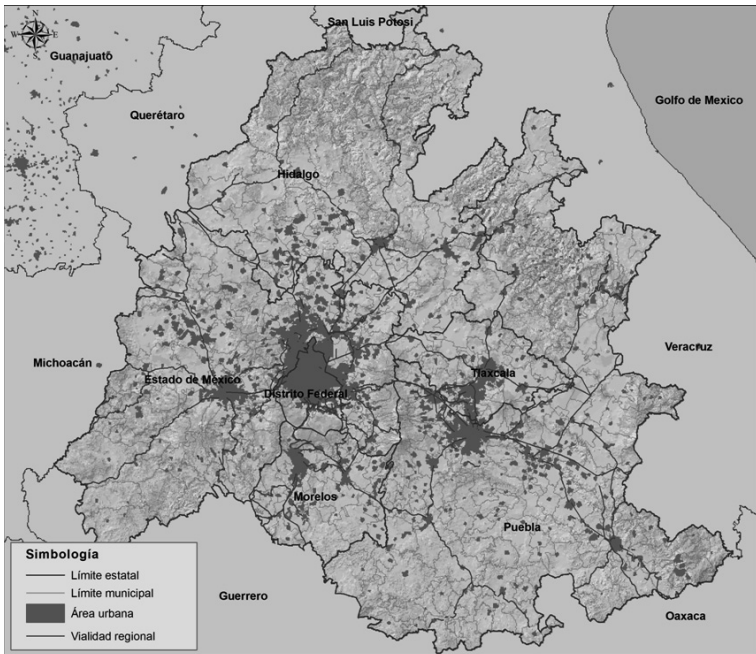 San Luis Potosí
N
W E
S
Guanajuato
Golfo de Mexico
Querétaro
Hidalgo
Veracruz
Michoacán
Tlaxcala
Estado de México
Distrito Federal
Morelos
Puebla
Simbología
Límite estatal
Límite municipal
Área urbana
Vialidad regional
Guerrero
Oaxaca